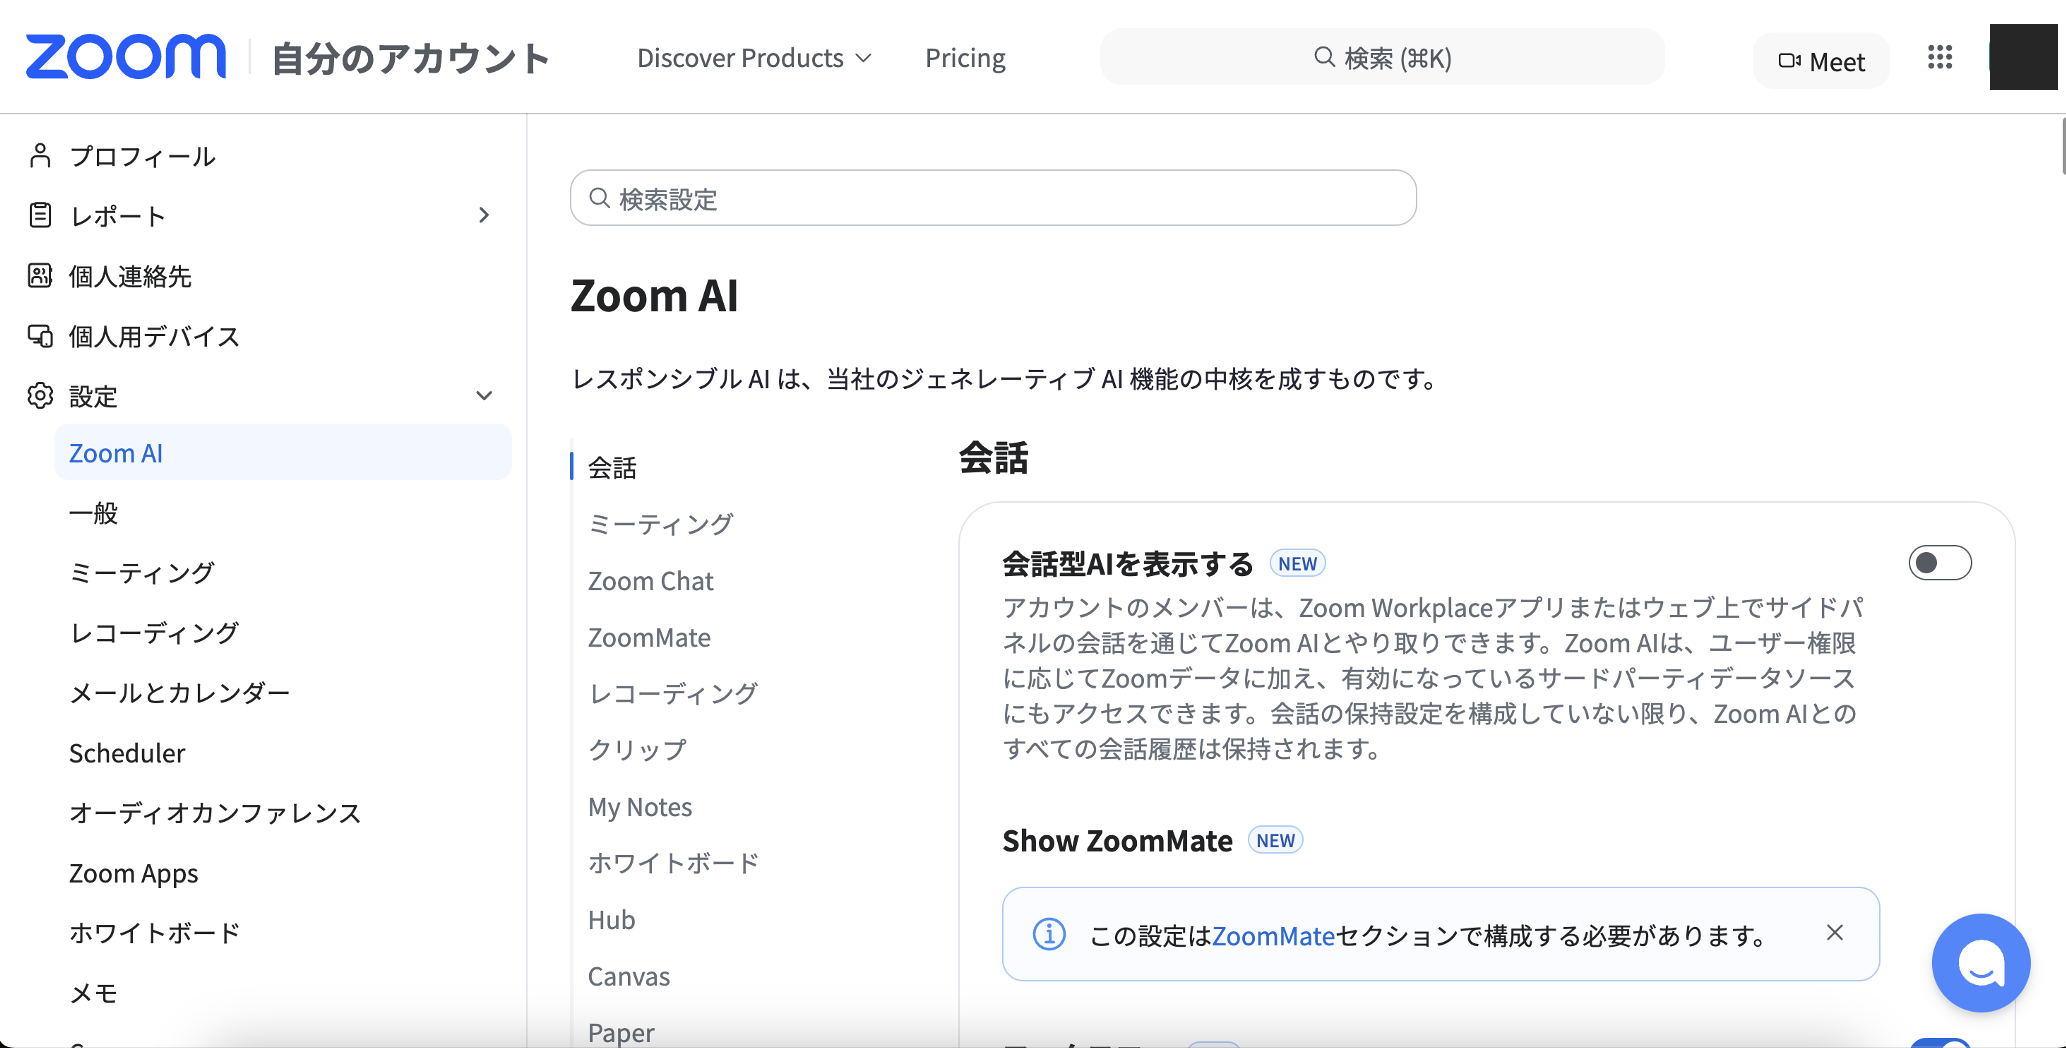 zoom 自分のアカウント Discover Products Pricing 検索 (⌘K) Meet
プロフィール
レポート
個人連絡先
個人用デバイス
設定
Zoom AI
一般
ミーティング
レコーディング
メールとカレンダー
Scheduler
オーディオカンファレンス
Zoom Apps
ホワイトボード
メモ
検索設定
Zoom AI
レスポンシブル AI は、当社のジェネレーティブ AI 機能の中核を成すものです。
会話
ミーティング
Zoom Chat
ZoomMate
レコーディング
クリップ
My Notes
ホワイトボード
Hub
Canvas
Paper
会話
会話型AIを表示する NEW
アカウントのメンバーは、Zoom Workplaceアプリまたはウェブ上でサイドパ
ネルの会話を通じてZoom AIとやり取りできます。Zoom AIは、ユーザー権限
に応じてZoomデータに加え、有効になっているサードパーティデータソース
にもアクセスできます。会話の保持設定を構成していない限り、Zoom AIとの
すべての会話履歴は保持されます。
Show ZoomMate NEW
この設定はZoomMateセクションで構成する必要があります。